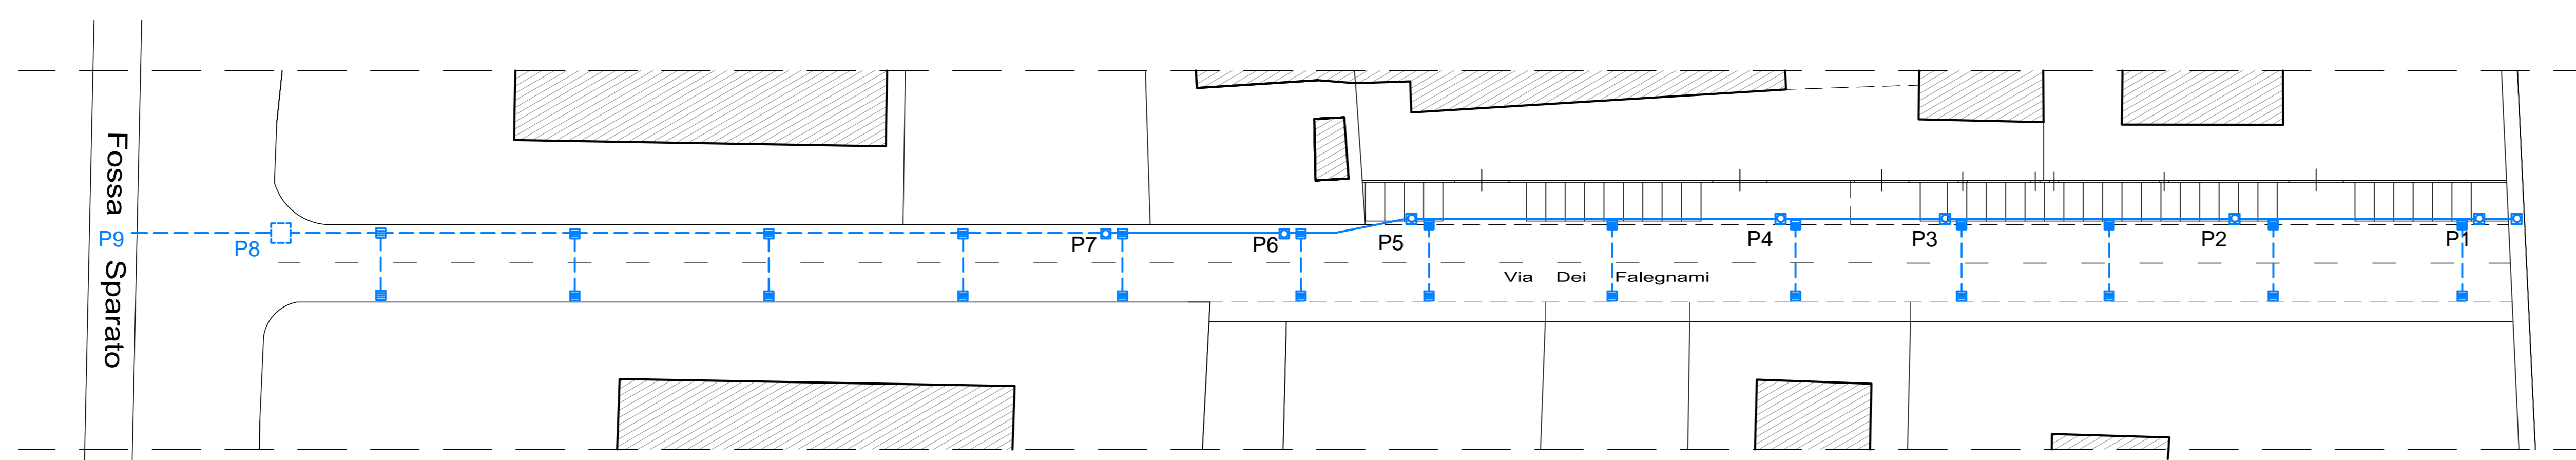 Fossa Sparato
P9
P8
P7
P6
P5
P4
P3
P2
P1
Via Dei Falegnami